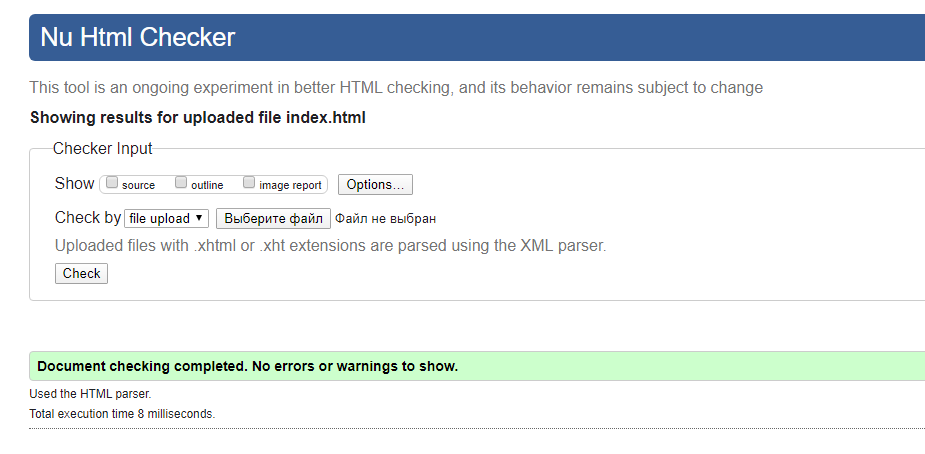 Nu Html Checker
This tool is an ongoing experiment in better HTML checking, and its behavior remains subject to change
Showing results for uploaded file index.html
Checker Input
Show source outline image report Options...
Check by file upload Выберите файл Файл не выбран
Uploaded files with .xhtml or .xht extensions are parsed using the XML parser.
Check
Document checking completed. No errors or warnings to show.
Used the HTML parser.
Total execution time 8 milliseconds.